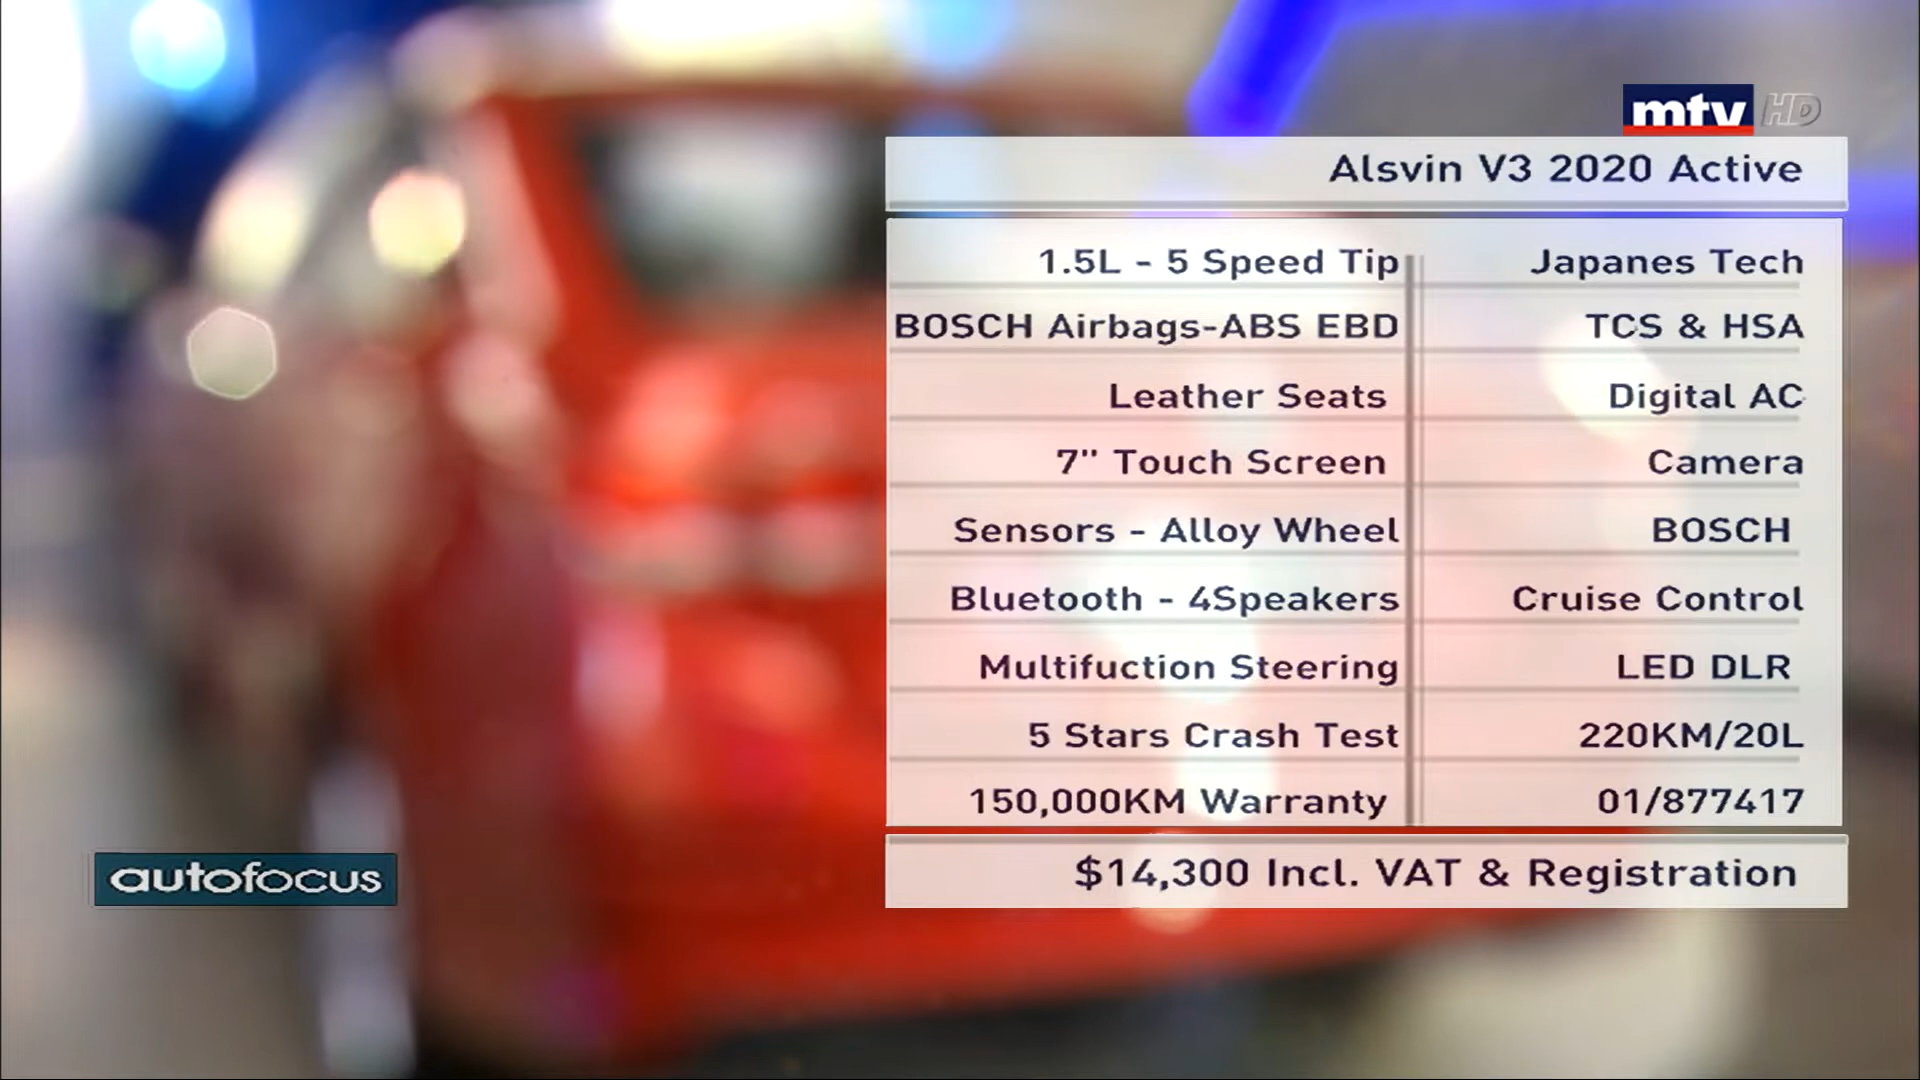 mtv HD
Alsvin V3 2020 Active
1.5L - 5 Speed Tip Japanes Tech
BOSCH Airbags-ABS EBD TCS & HSA
Leather Seats Digital AC
7" Touch Screen Camera
Sensors - Alloy Wheel BOSCH
Bluetooth - 4Speakers Cruise Control
Multifuction Steering LED DLR
5 Stars Crash Test 220KM/20L
150,000KM Warranty 01/877417
$14,300 Incl. VAT & Registration
autofocus